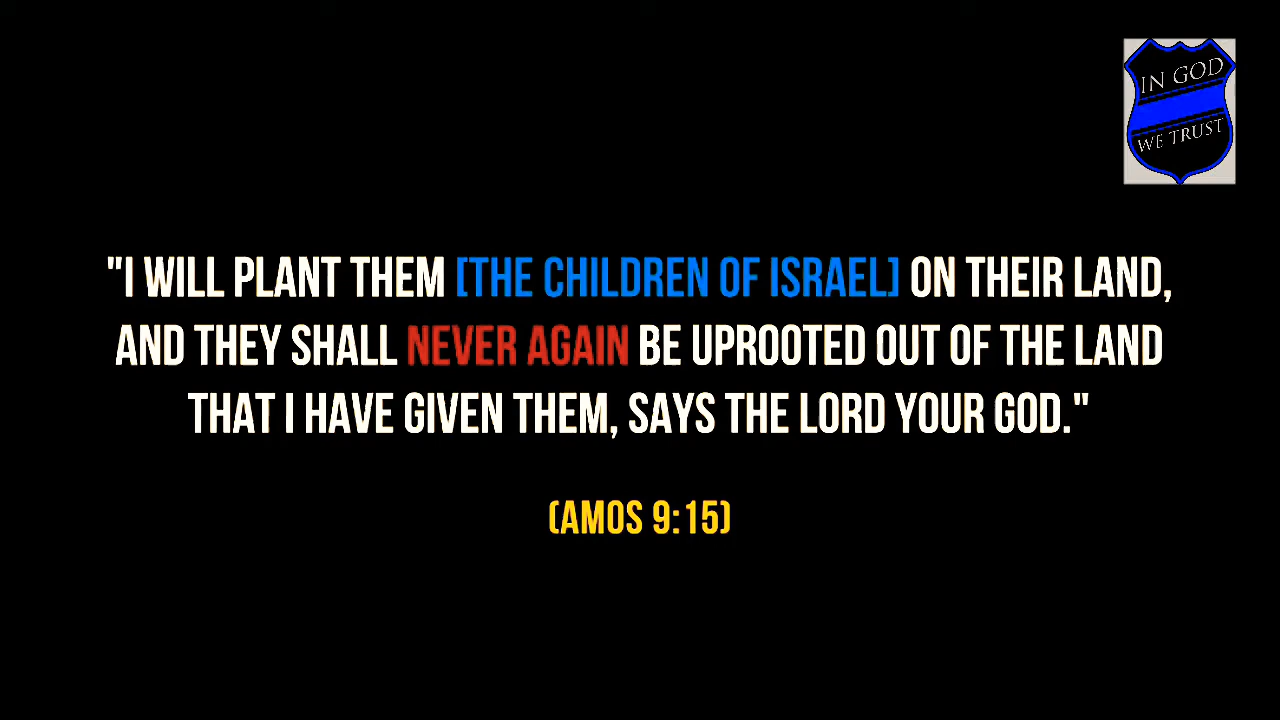 IN GOD
WE TRUST
"I WILL PLANT THEM [THE CHILDREN OF ISRAEL] ON THEIR LAND,
AND THEY SHALL NEVER AGAIN BE UPROOTED OUT OF THE LAND
THAT I HAVE GIVEN THEM, SAYS THE LORD YOUR GOD."
(AMOS 9:15)